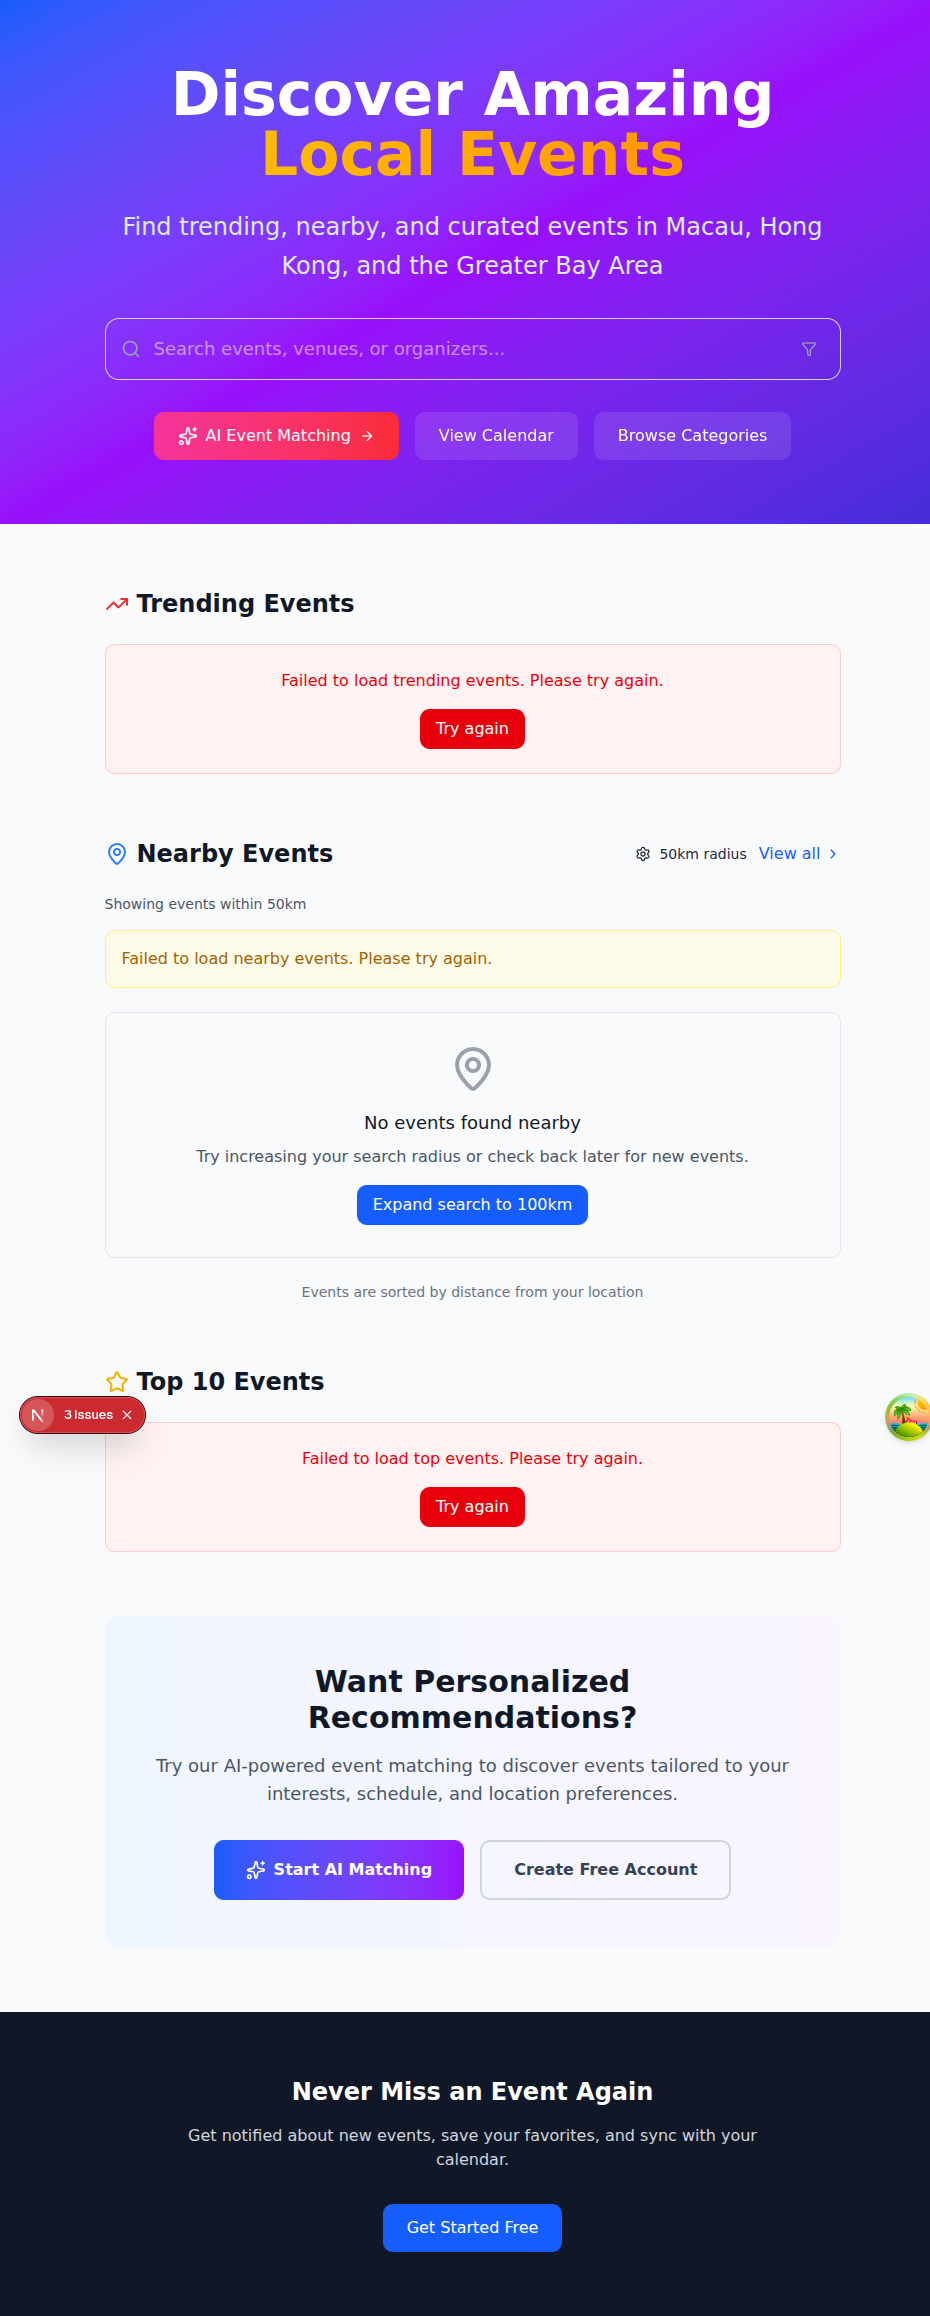 Discover Amazing
Local Events
Find trending, nearby, and curated events in Macau, Hong
Kong, and the Greater Bay Area
Search events, venues, or organizers...
AI Event Matching
View Calendar
Browse Categories
Trending Events
Failed to load trending events. Please try again.
Try again
Nearby Events
50km radius
View all
Showing events within 50km
Failed to load nearby events. Please try again.
No events found nearby
Try increasing your search radius or check back later for new events.
Expand search to 100km
Events are sorted by distance from your location
Top 10 Events
3 Issues
Failed to load top events. Please try again.
Try again
Want Personalized
Recommendations?
Try our AI-powered event matching to discover events tailored to your
interests, schedule, and location preferences.
Start AI Matching
Create Free Account
Never Miss an Event Again
Get notified about new events, save your favorites, and sync with your
calendar.
Get Started Free